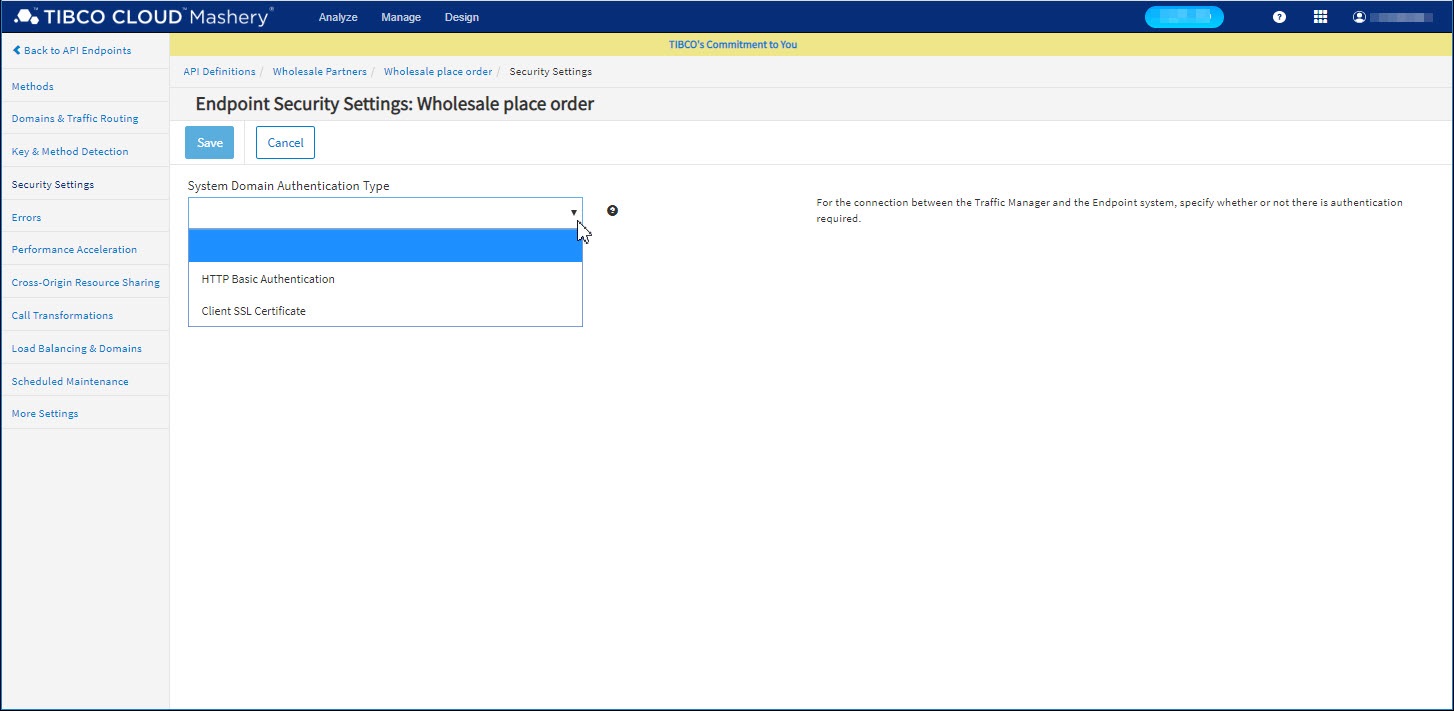 TIBCO CLOUD™ Mashery® Analyze Manage Design
Back to API Endpoints
Methods
Domains & Traffic Routing
Key & Method Detection
Security Settings
Errors
Performance Acceleration
Cross-Origin Resource Sharing
Call Transformations
Load Balancing & Domains
Scheduled Maintenance
More Settings
TIBCO's Commitment to You
API Definitions / Wholesale Partners / Wholesale place order / Security Settings
Endpoint Security Settings: Wholesale place order
Save Cancel
System Domain Authentication Type
HTTP Basic Authentication
Client SSL Certificate
For the connection between the Traffic Manager and the Endpoint system, specify whether or not there is authentication
required.